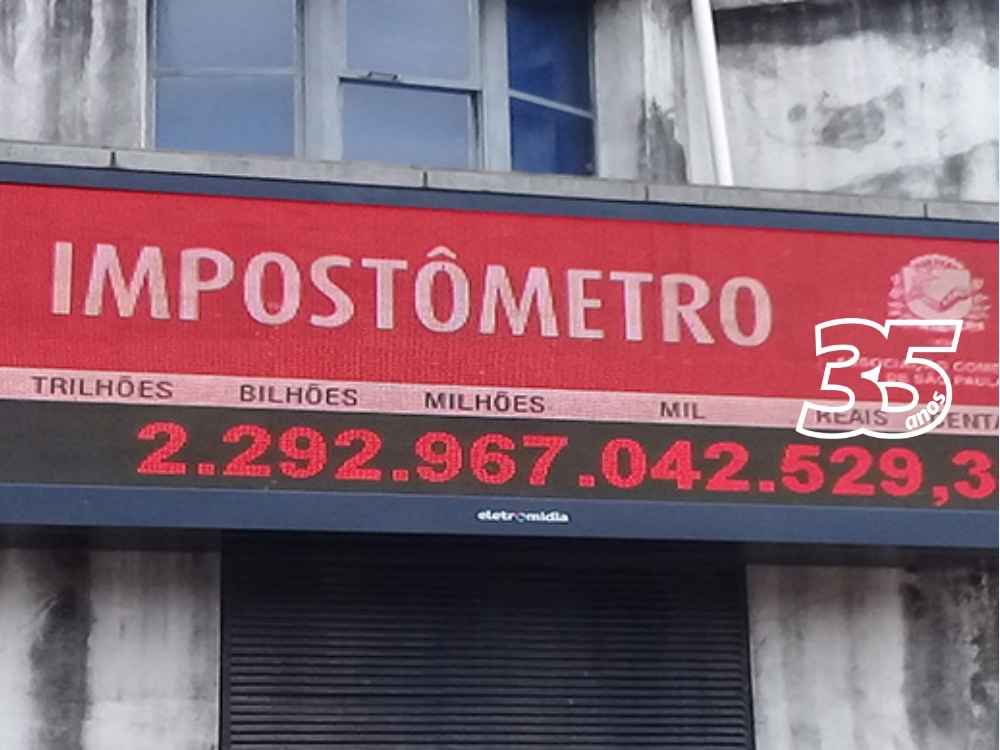 IMPOSTÔMETRO
35
anos
TRILHÕES BILHÕES MILHÕES MIL REAIS
2.292.967.042.529,3
eletromidia